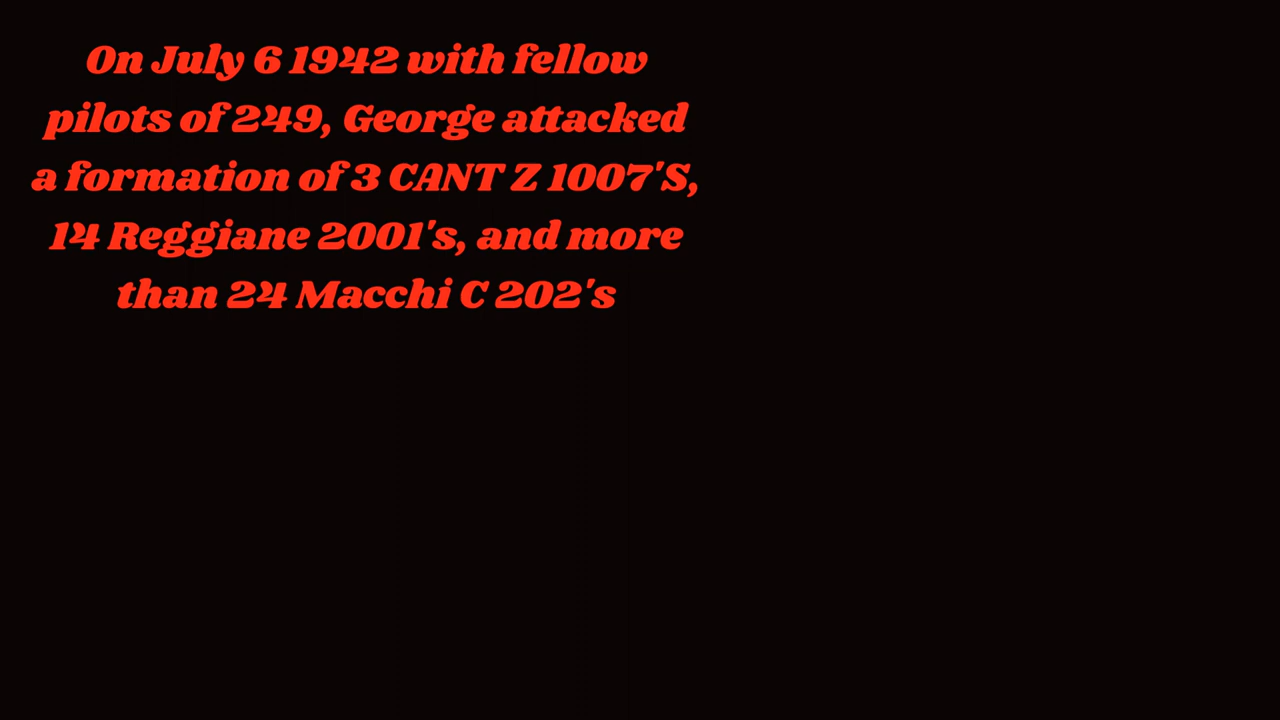 On July 6 1942 with fellow
pilots of 249, George attacked
a formation of 3 CANT Z 1007'S,
14 Reggiane 2001's, and more
than 24 Macchi C 202's